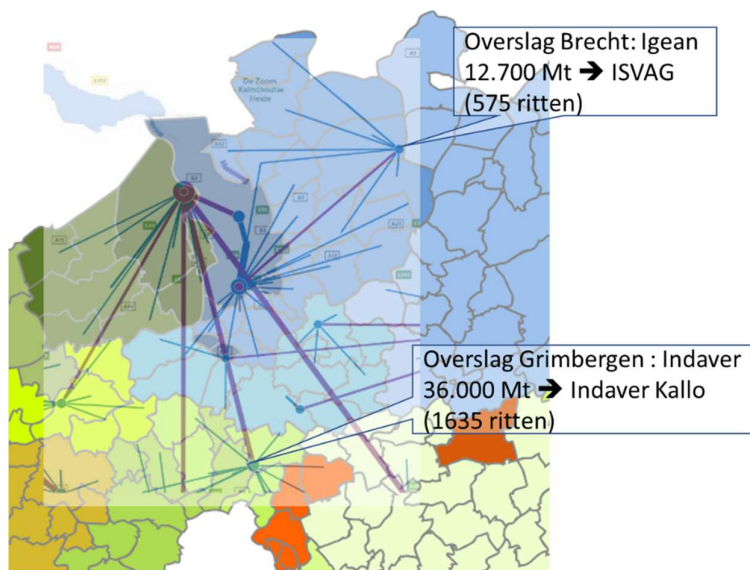 Overslag Brecht: Igean
12.700 Mt ➔ ISVAG
(575 ritten)
De Zoom
Kalmthoutse
Heide
Overslag Grimbergen : Indaver
36.000 Mt ➔ Indaver Kallo
(1635 ritten)